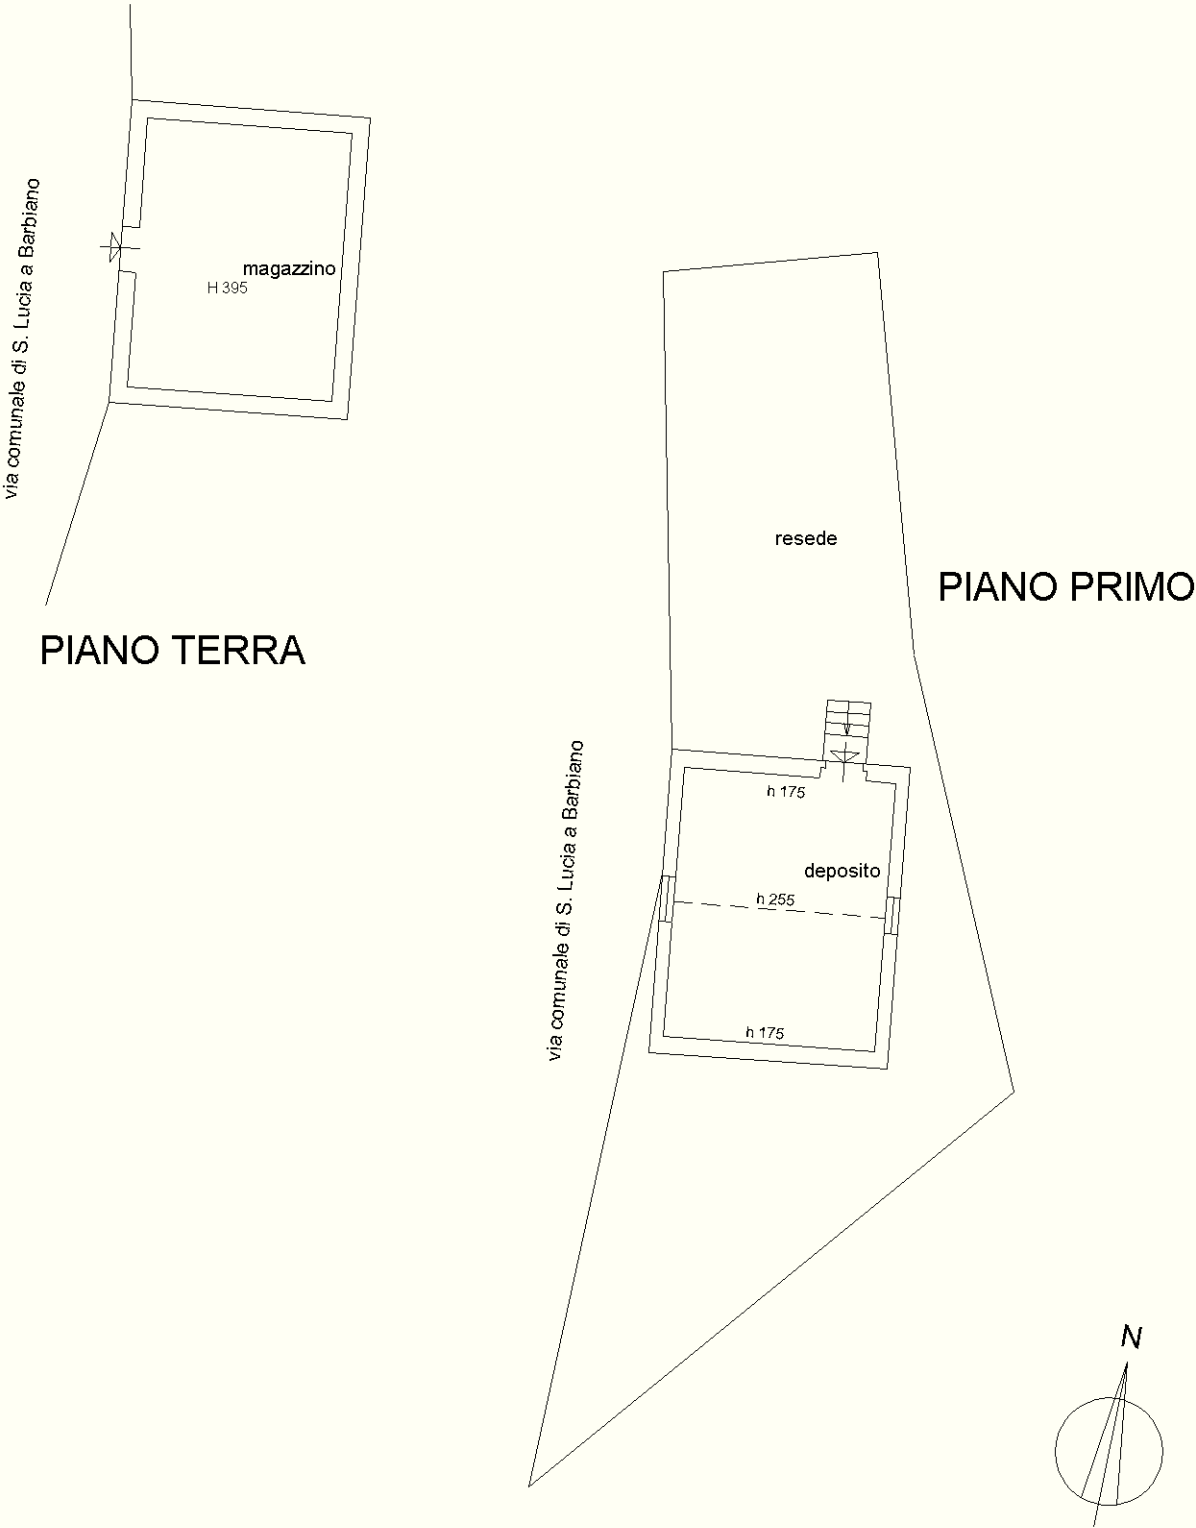 via comunale di S. Lucia a Barbiano
magazzino
H 395
PIANO TERRA
resede
PIANO PRIMO
via comunale di S. Lucia a Barbiano
h 175
deposito
h 255
h 175
N